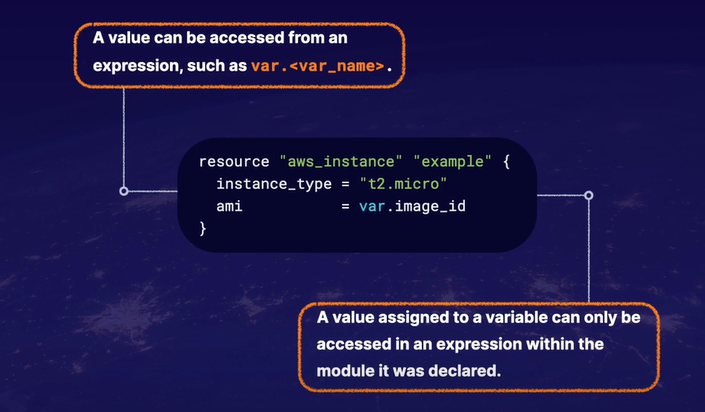 A value can be accessed from an
expression, such as var.<var_name>.
resource "aws_instance" "example" {
  instance_type = "t2.micro"
  ami           = var.image_id
}
A value assigned to a variable can only be
accessed in an expression within the
module it was declared.